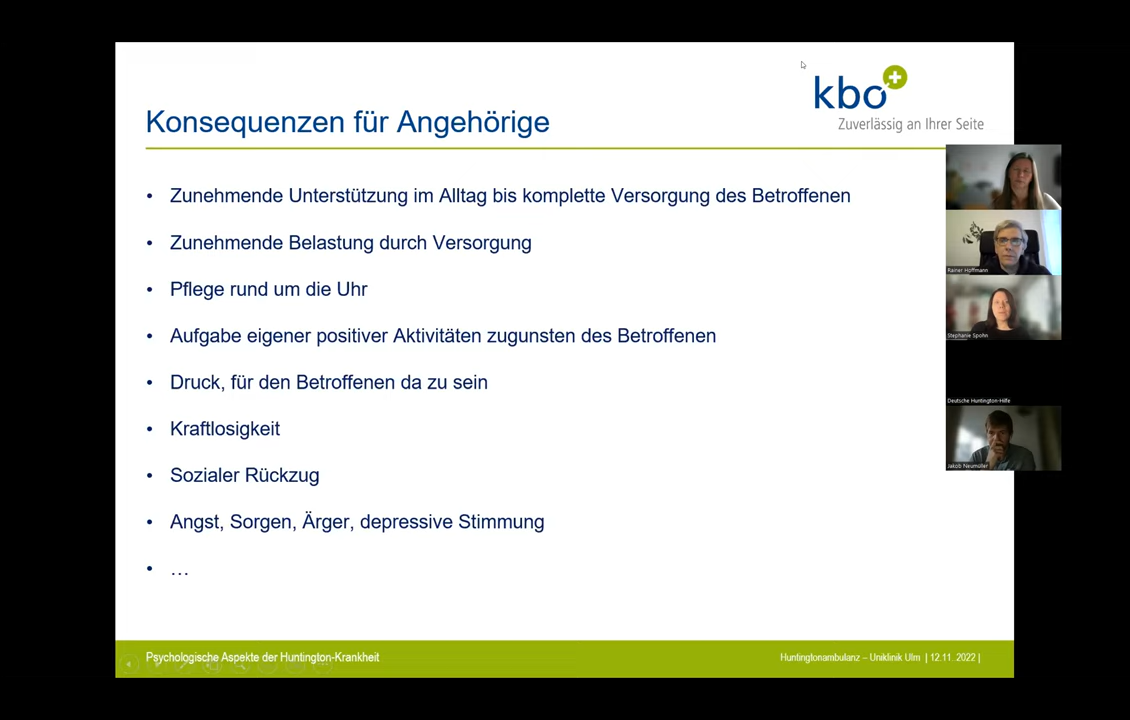 kbo
Zuverlässig an Ihrer Seite
Konsequenzen für Angehörige
• Zunehmende Unterstützung im Alltag bis komplette Versorgung des Betroffenen
• Zunehmende Belastung durch Versorgung
• Pflege rund um die Uhr
• Aufgabe eigener positiver Aktivitäten zugunsten des Betroffenen
• Druck, für den Betroffenen da zu sein
• Kraftlosigkeit
• Sozialer Rückzug
• Angst, Sorgen, Ärger, depressive Stimmung
• …
Rainer Hoffmann
Stephanie Spohn
Deutsche Huntington-Hilfe
Jakob Neumüller
Psychologische Aspekte der Huntington-Krankheit
Huntingtonambulanz – Uniklinik Ulm | 12.11. 2022 |